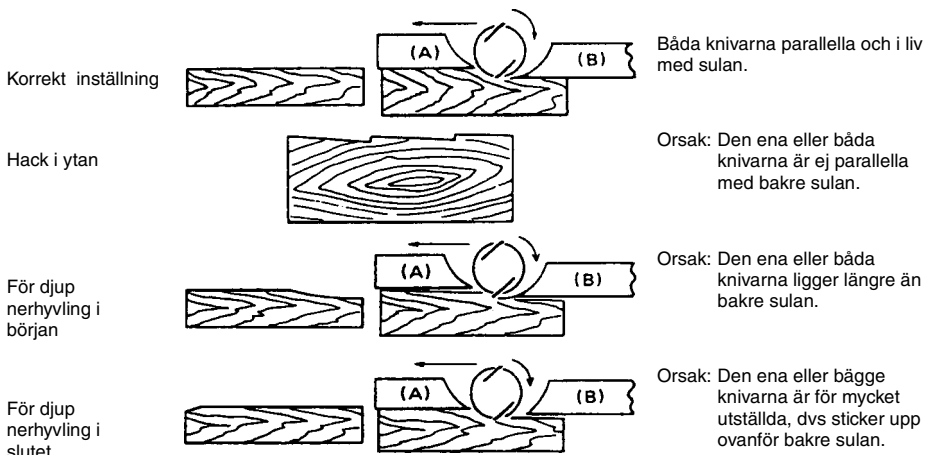 Korrekt inställning
(A)
(B)
Båda knivarna parallella och i liv
med sulan.
Hack i ytan
Orsak: Den ena eller båda
knivarna är ej parallella
med bakre sulan.
För djup
nerhyvling i
början
(A)
(B)
Orsak: Den ena eller båda
knivarna ligger längre än
bakre sulan.
För djup
nerhyvling i
slutet
(A)
(B)
Orsak: Den ena eller bägge
knivarna är för mycket
utställda, dvs sticker upp
ovanför bakre sulan.